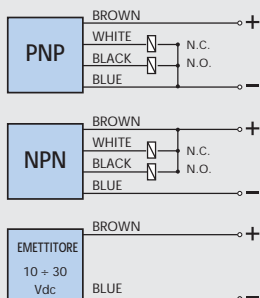 BROWN +
WHITE
PNP N.C.
BLACK N.O.
BLUE −
BROWN +
WHITE
NPN N.C.
BLACK N.O.
BLUE −
BROWN +
EMETTITORE
10 ÷ 30
Vdc BLUE −